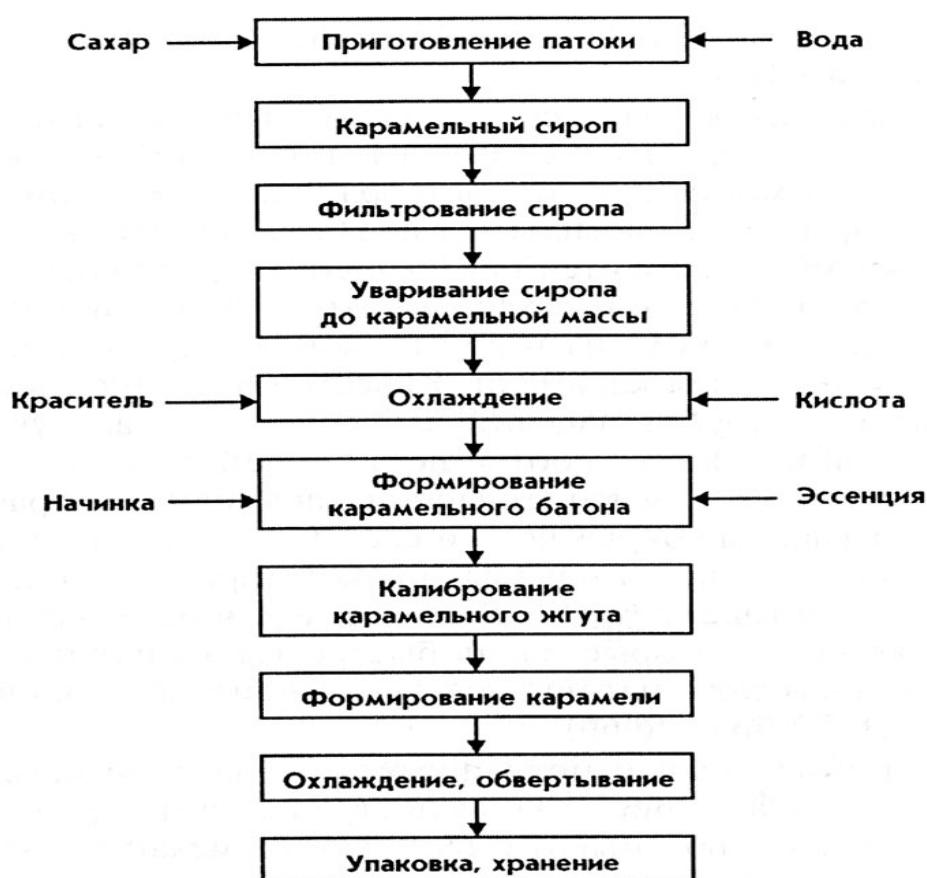 Сахар
Приготовление патоки
Вода
Карамельный сироп
Фильтрование сиропа
Уваривание сиропа
до карамельной массы
Краситель
Охлаждение
Кислота
Формирование
карамельного батона
Начинка
Эссенция
Калибрование
карамельного жгута
Формирование карамели
Охлаждение, обвертывание
Упаковка, хранение